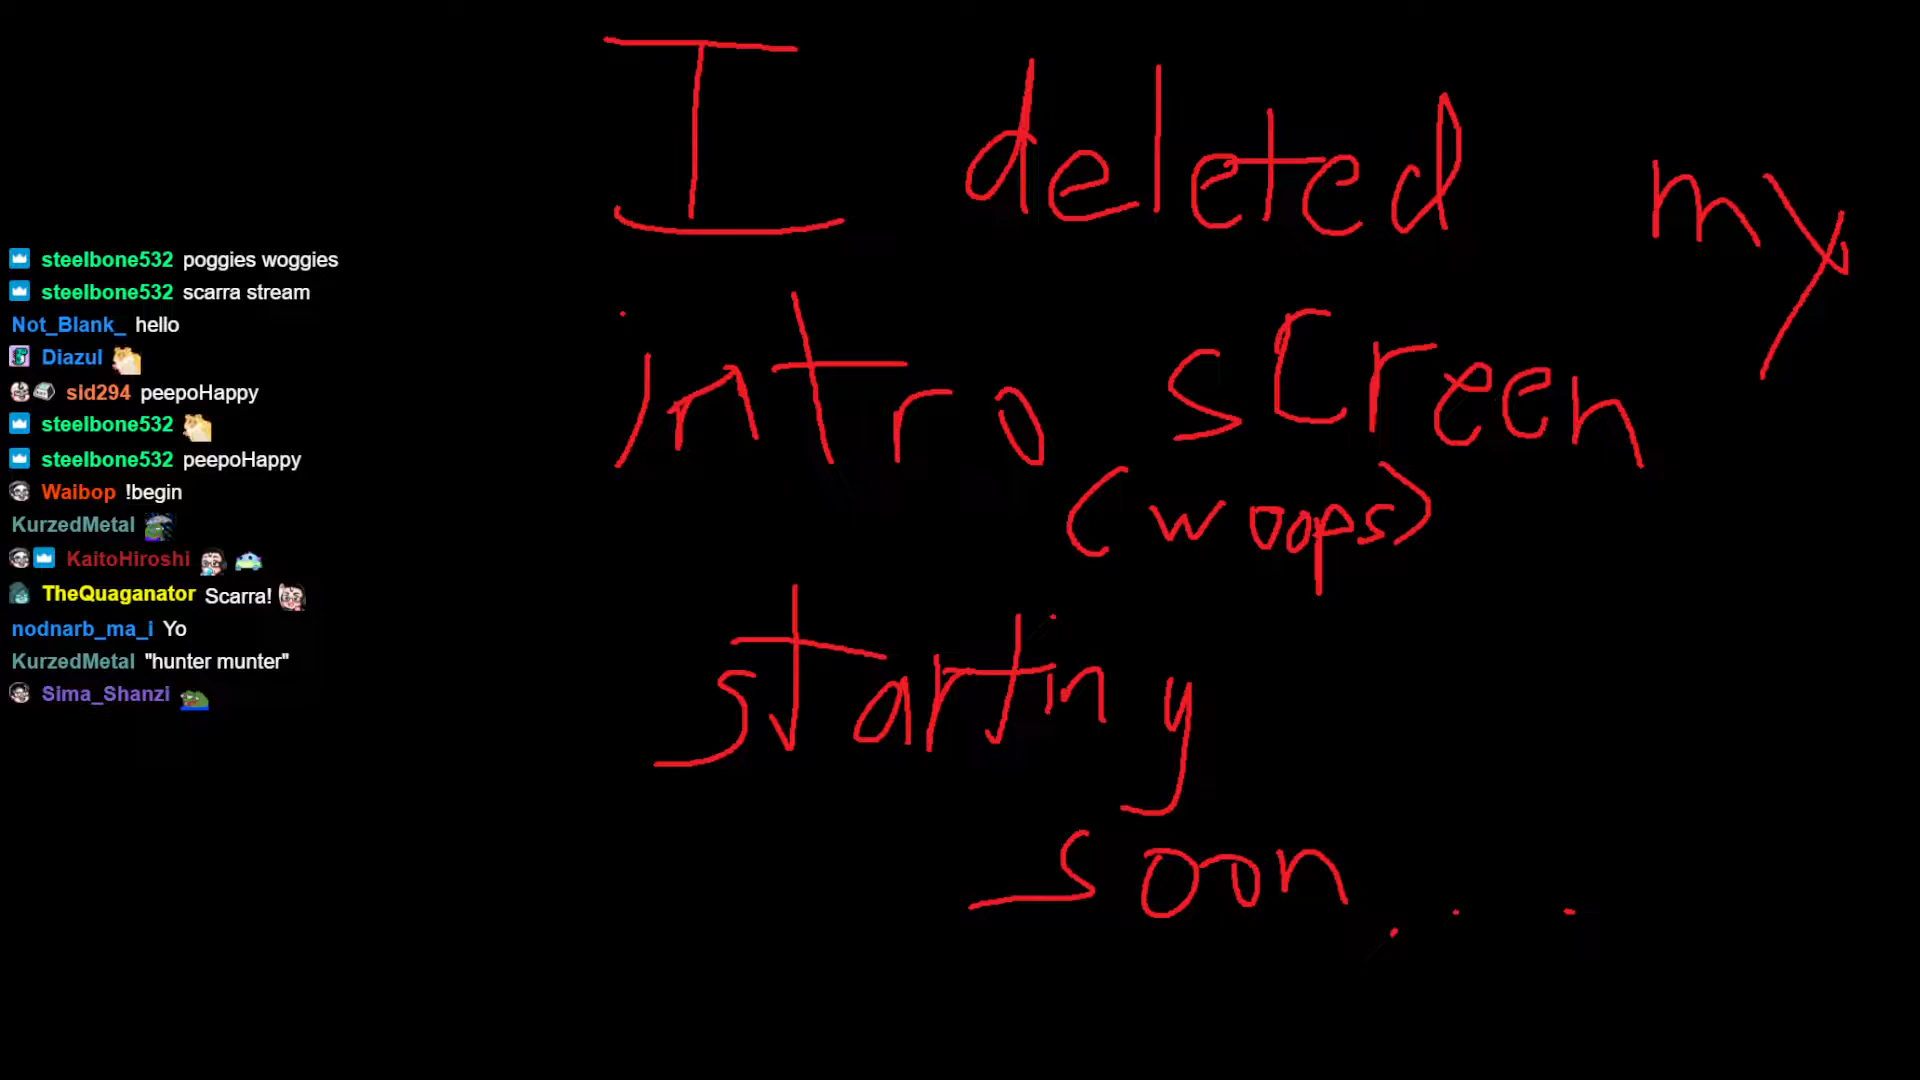 steelbone532 poggies woggies
steelbone532 scarra stream
Not_Blank_ hello
Diazul
sid294 peepoHappy
steelbone532
steelbone532 peepoHappy
Waibop !begin
KurzedMetal
KaitoHiroshi
TheQuaganator Scarra!
nodnarb_ma_i Yo
KurzedMetal "hunter munter"
Sima_Shanzi
I deleted my
intro screen
(woops)
starting
soon...